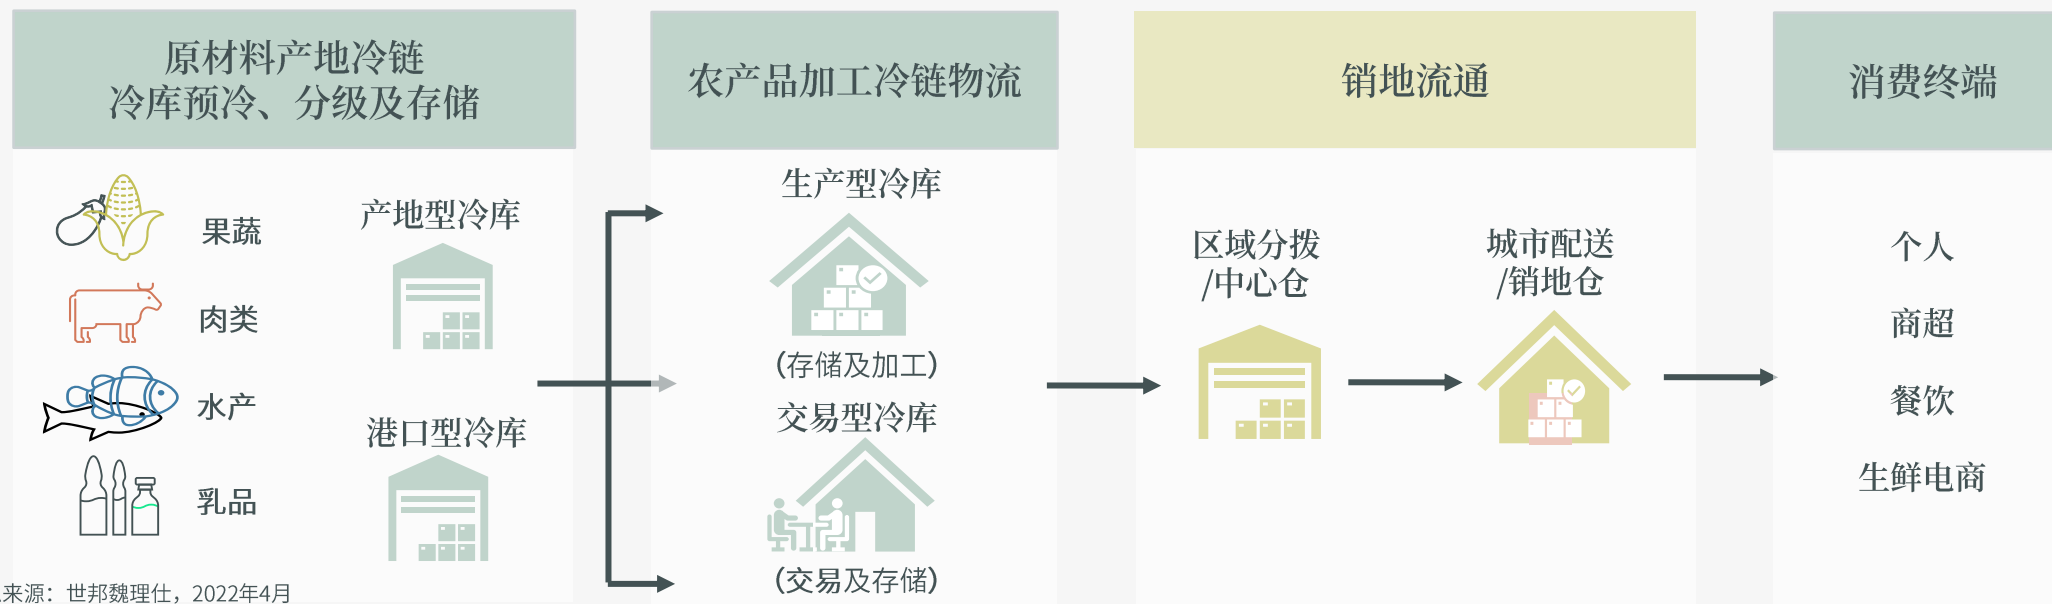 原材料产地冷链
冷库预冷、分级及存储
农产品加工冷链物流
销地流通
消费终端
果蔬
肉类
水产
乳品
产地型冷库
港口型冷库
生产型冷库
(存储及加工)
交易型冷库
(交易及存储)
区域分拨
/中心仓
城市配送
/销地仓
个人
商超
餐饮
生鲜电商
来源：世邦魏理仕，2022年4月